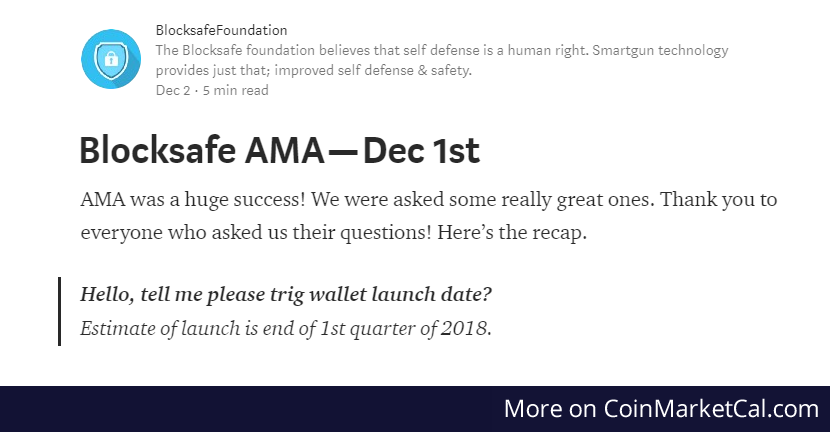 BlocksafeFoundation
The Blocksafe foundation believes that self defense is a human right. Smartgun technology
provides just that; improved self defense & safety.
Dec 2 · 5 min read
Blocksafe AMA — Dec 1st
AMA was a huge success! We were asked some really great ones. Thank you to
everyone who asked us their questions! Here’s the recap.
Hello, tell me please trig wallet launch date?
Estimate of launch is end of 1st quarter of 2018.
More on CoinMarketCal.com